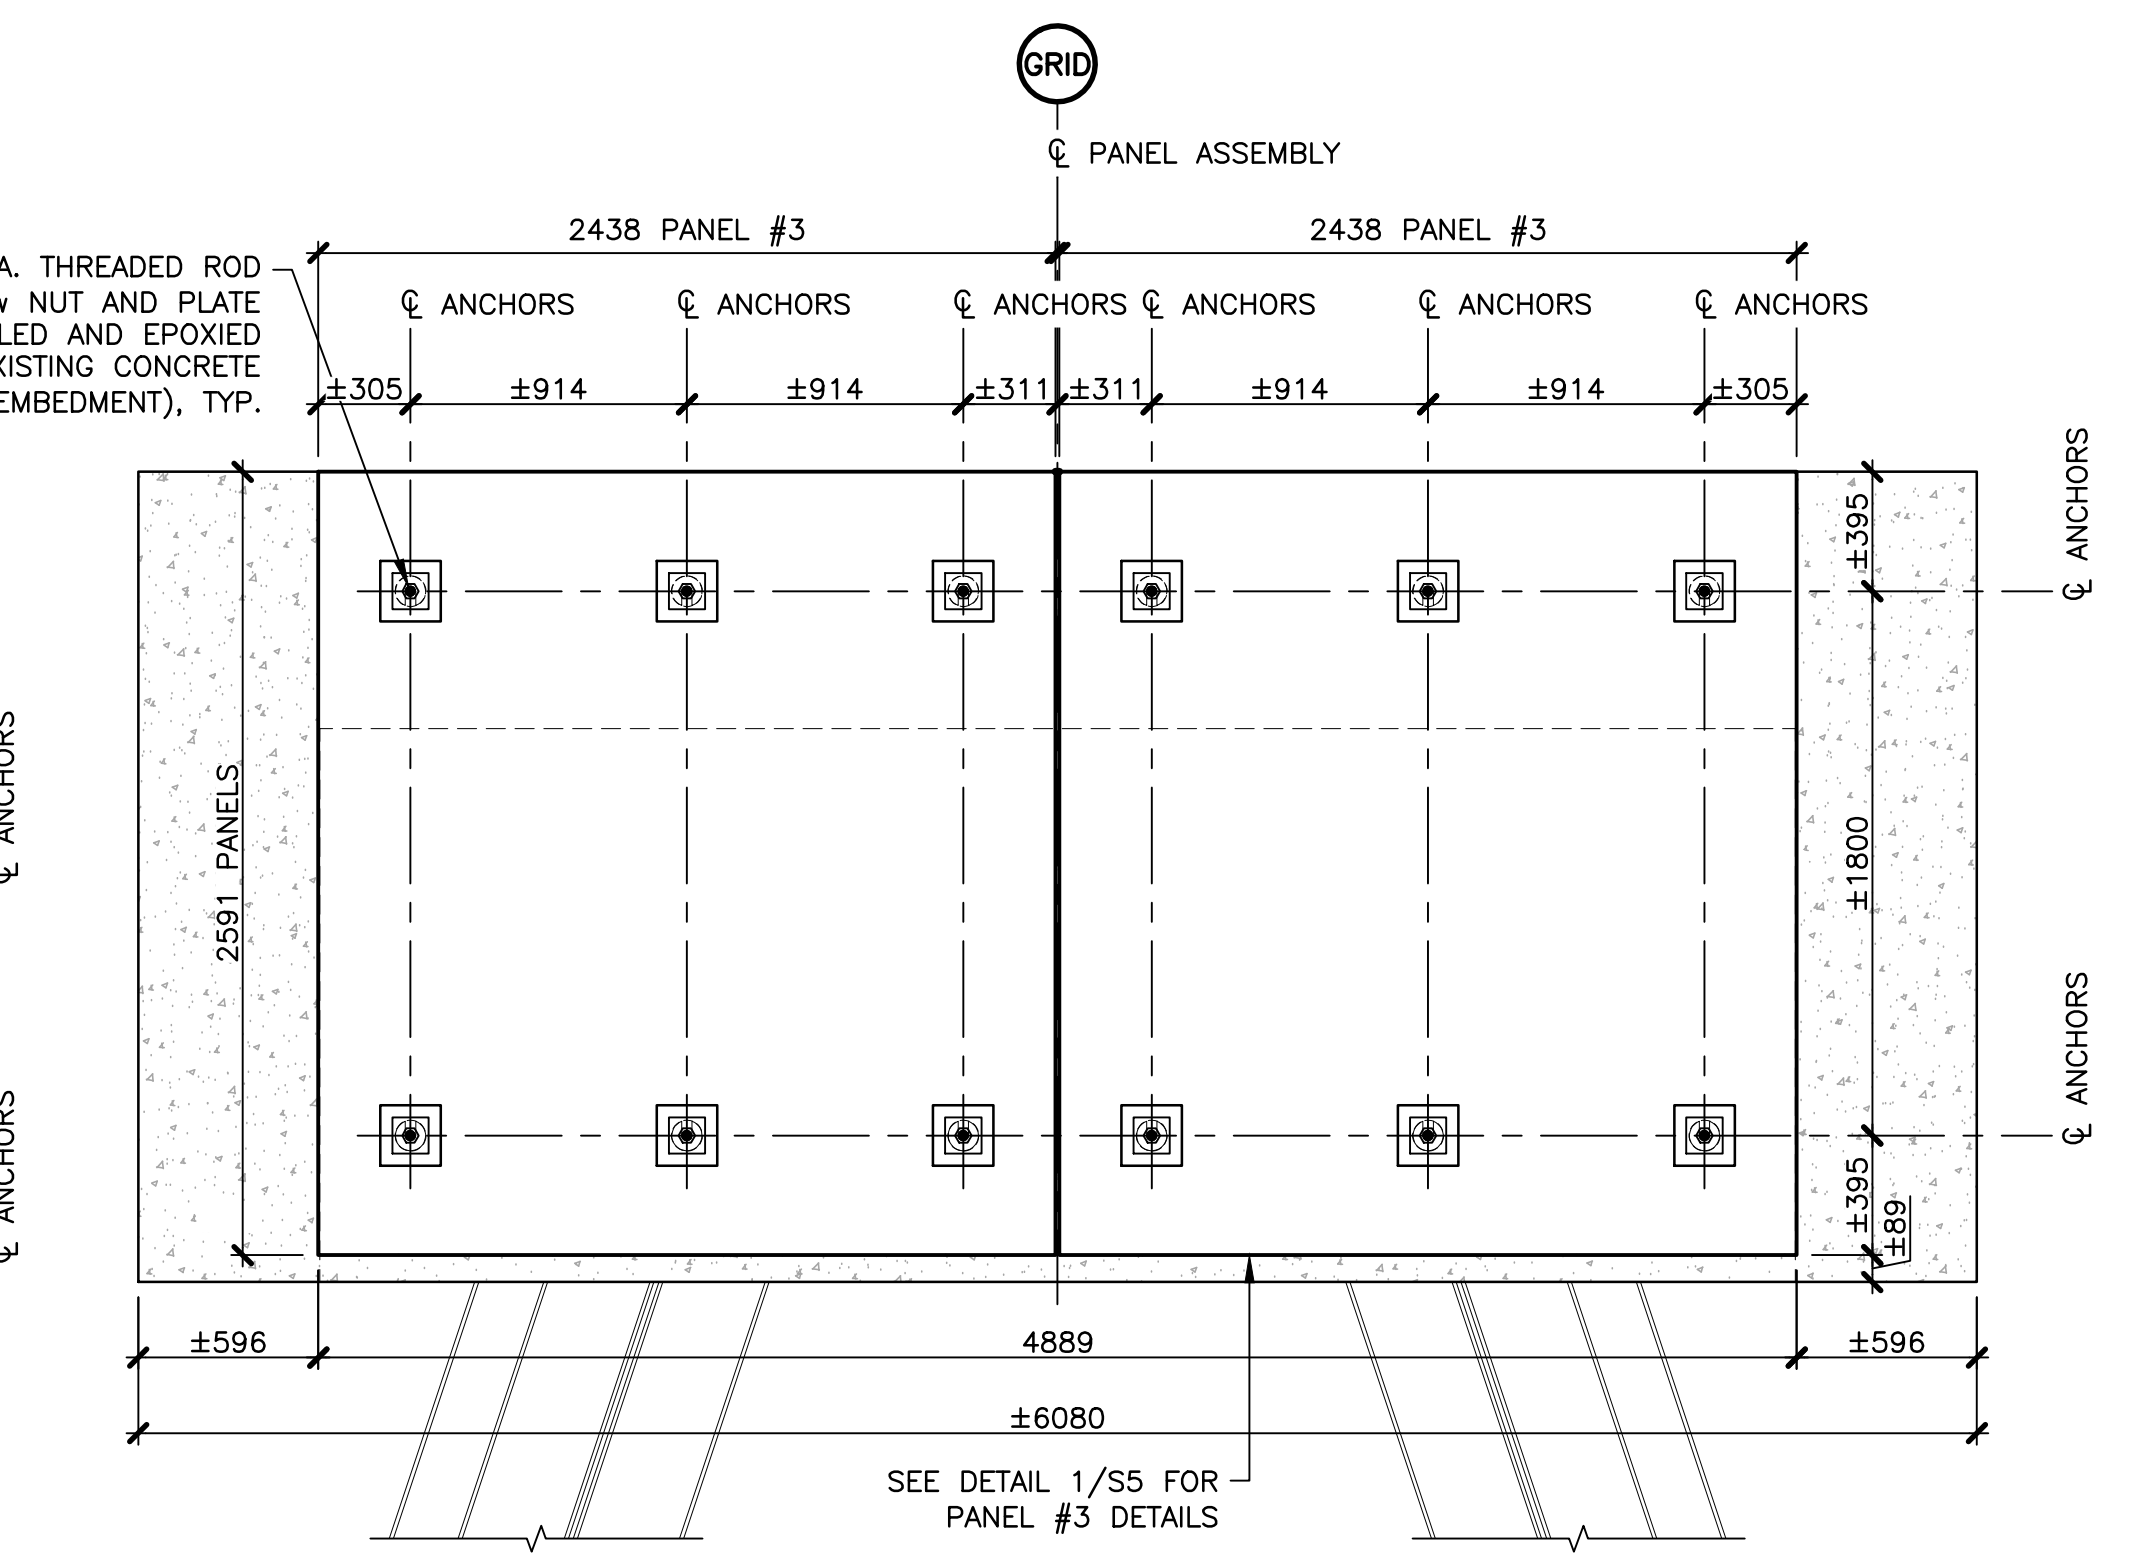 GRID
℄ PANEL ASSEMBLY
2438 PANEL #3
2438 PANEL #3
THREADED ROD
NUT AND PLATE
AND EPOXIED
CONCRETE
EMBEDMENT), TYP.
℄ ANCHORS
℄ ANCHORS
℄ ANCHORS
℄ ANCHORS
℄ ANCHORS
℄ ANCHORS
±305
±914
±914
±311
±311
±914
±914
±305
℄ ANCHORS
±395
℄ ANCHORS
2591 PANELS
±1800
℄ ANCHORS
℄ ANCHORS
±395
±89
±596
4889
±596
±6080
SEE DETAIL 1/S5 FOR
PANEL #3 DETAILS